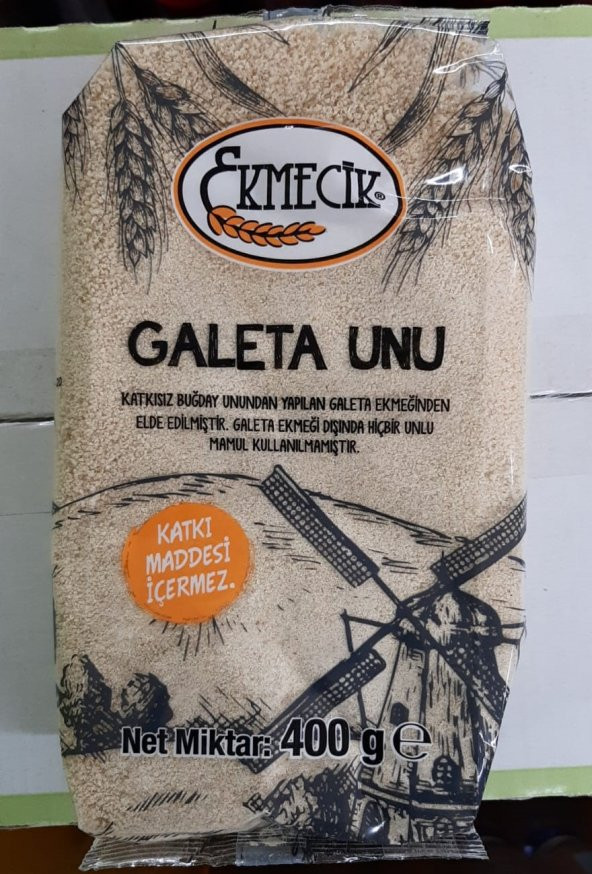 EKMECİK®
GALETA UNU
KATKISIZ BUĞDAY UNUNDAN YAPILAN GALETA EKMEĞİNDEN
ELDE EDİLMİŞTİR. GALETA EKMEĞİ DIŞINDA HİÇBİR UNLU
MAMUL KULLANILMAMIŞTIR.
KATKI
MADDESİ
İÇERMEZ.
Net Miktar: 400 g ℮